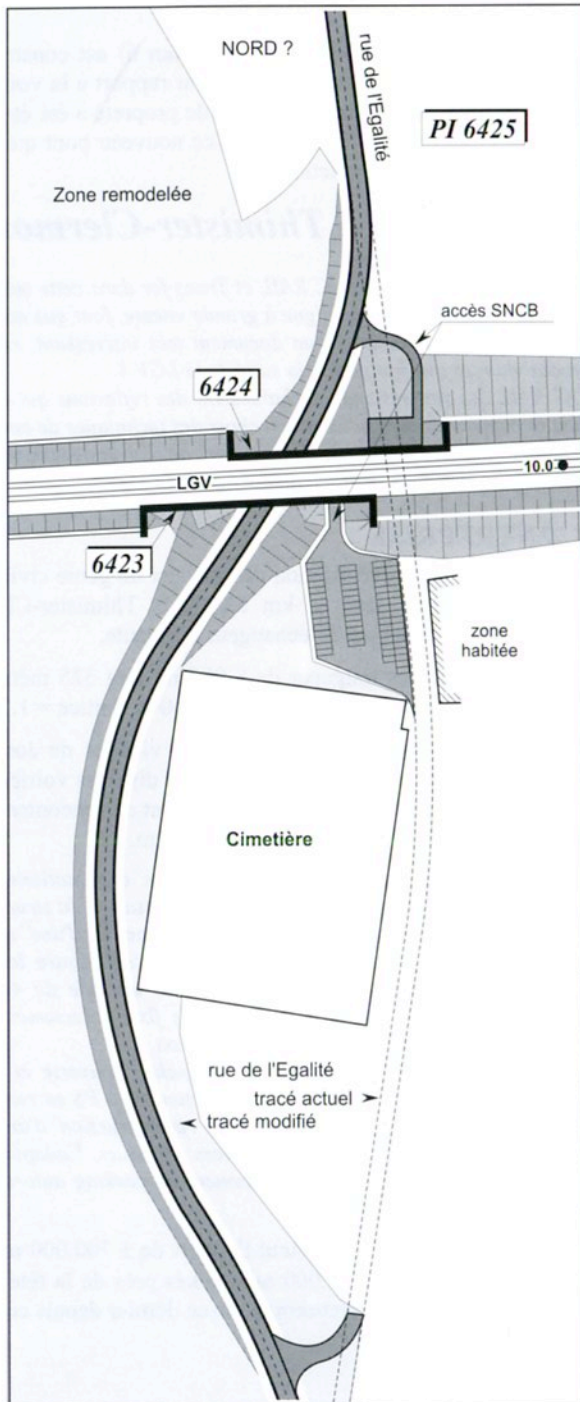 NORD ?
rue de l'Egalité
PI 6425
Zone remodelée
accès SNCB
6424
LGV
10.0
6423
zone
habitée
Cimetière
rue de l'Egalité
tracé actuel
tracé modifié